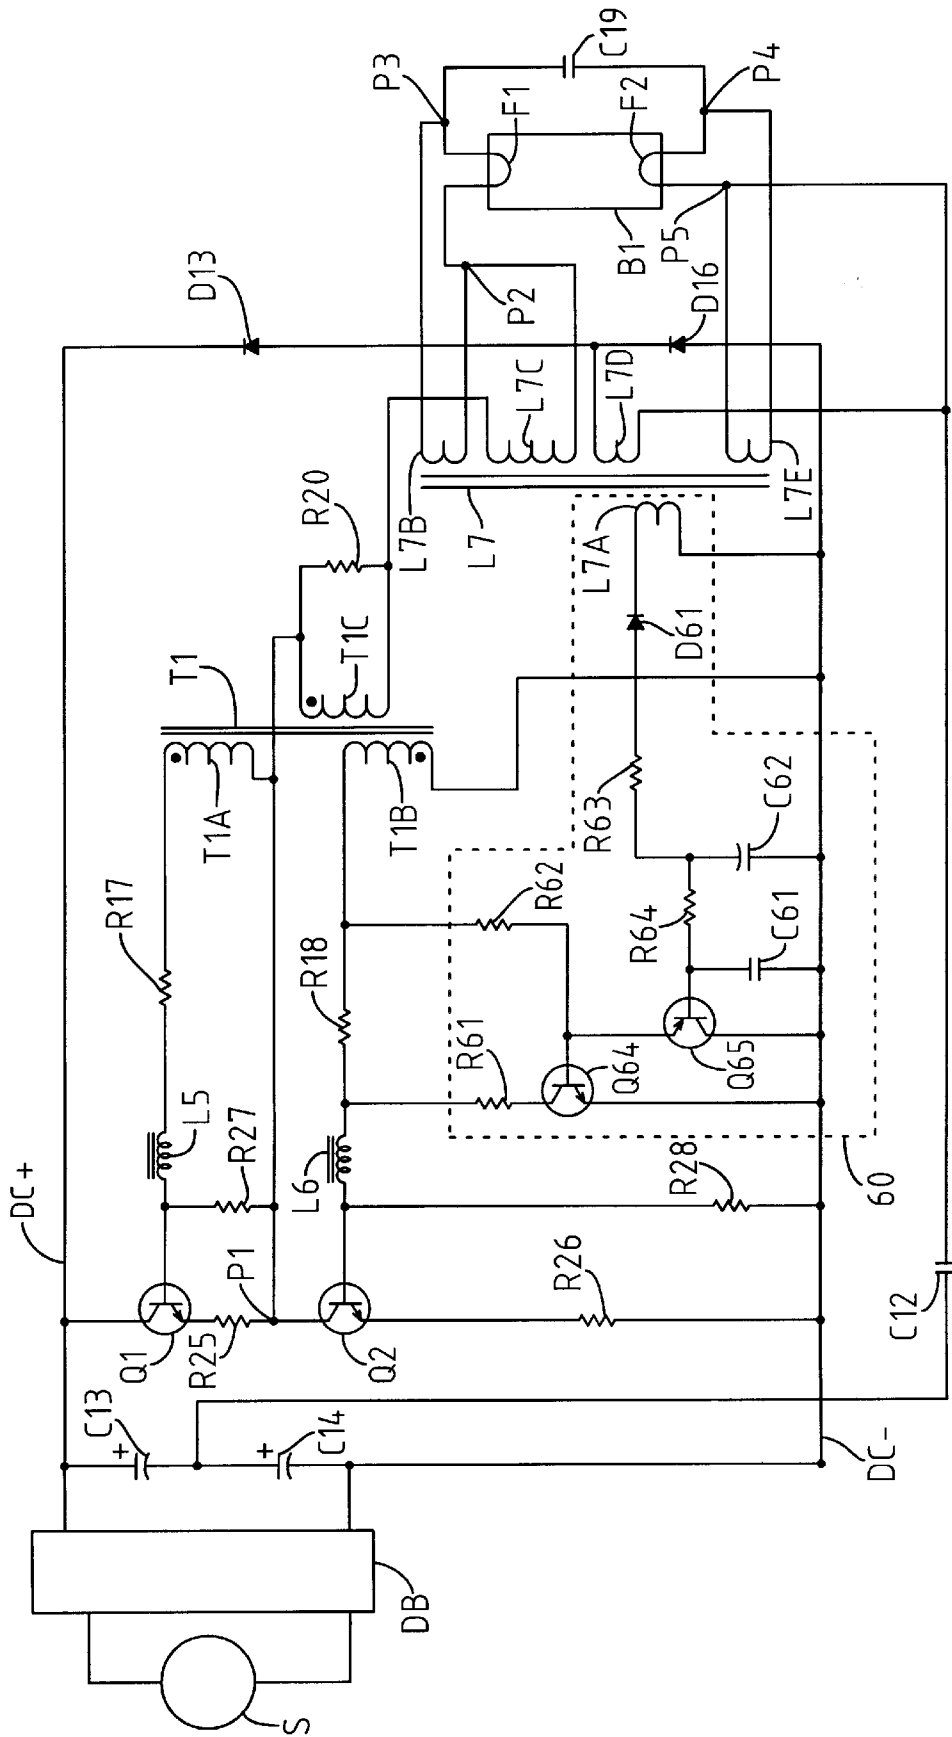 S
DB
C13
+
C14
+
DC+
Q1
R25
P1
Q2
R26
R27
L5
R17
L6
R18
R28
T1
T1A
T1B
T1C
R20
D13
R61
R62
Q64
Q65
R64
C61
C62
R63
D61
60
L7A
L7
L7B
L7C
L7D
L7E
D16
P2
P3
P4
P5
F1
F2
B1
C19
C12
DC-